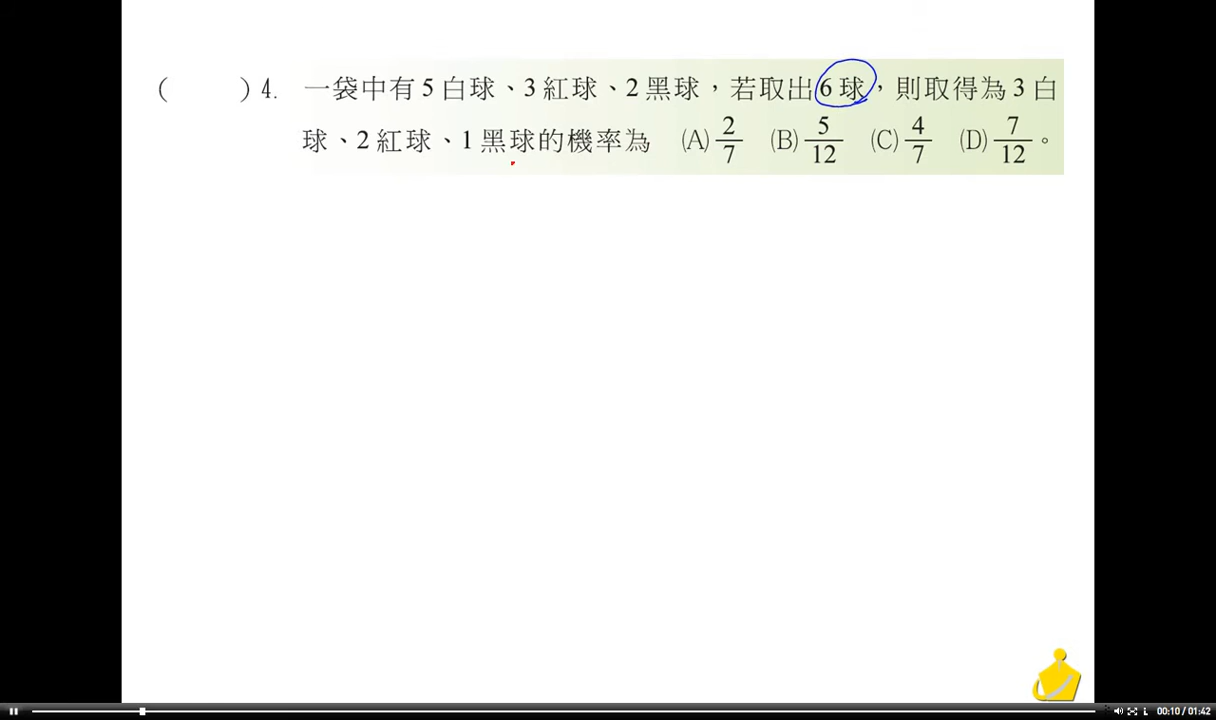 (　　) 4. 一袋中有 5 白球、3 紅球、2 黑球，若取出 6 球，則取得為 3 白
球、2 紅球、1 黑球的機率為 (A) 2/7 (B) 5/12 (C) 4/7 (D) 7/12 。
00:10 / 01:42